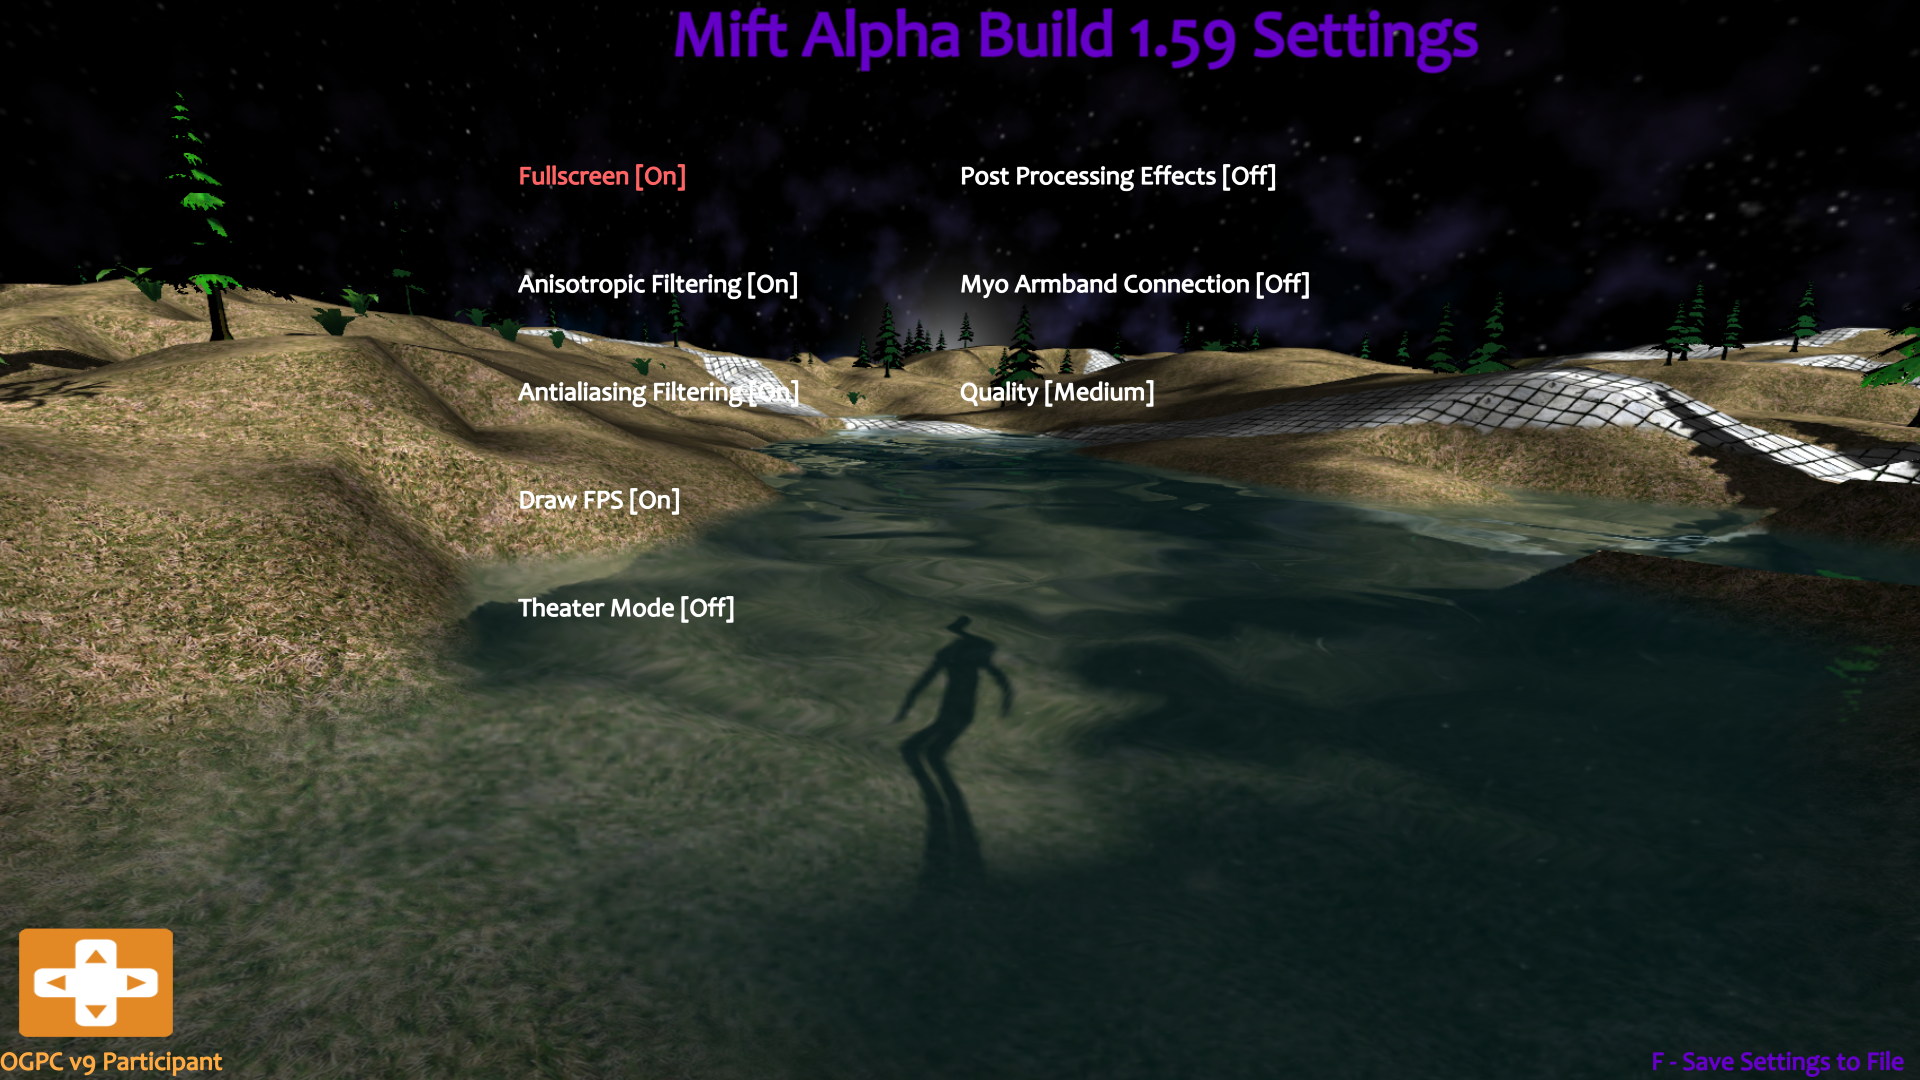 Mift Alpha Build 1.59 Settings
Fullscreen [On]
Post Processing Effects [Off]
Anisotropic Filtering [On]
Myo Armband Connection [Off]
Antialiasing Filtering [On]
Quality [Medium]
Draw FPS [On]
Theater Mode [Off]
OGPC v9 Participant
F - Save Settings to File